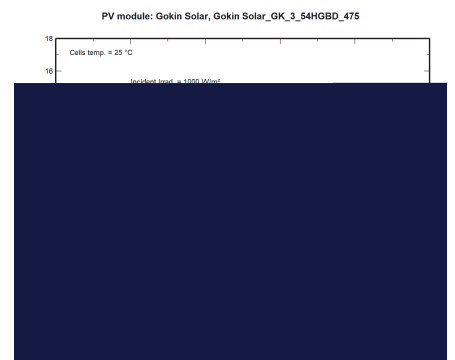 PV module: Gokin Solar, Gokin Solar_GK_3_54HGBD_475
18
Cells temp. = 25 °C
16
Incident Irrad. = 1000 W/m²